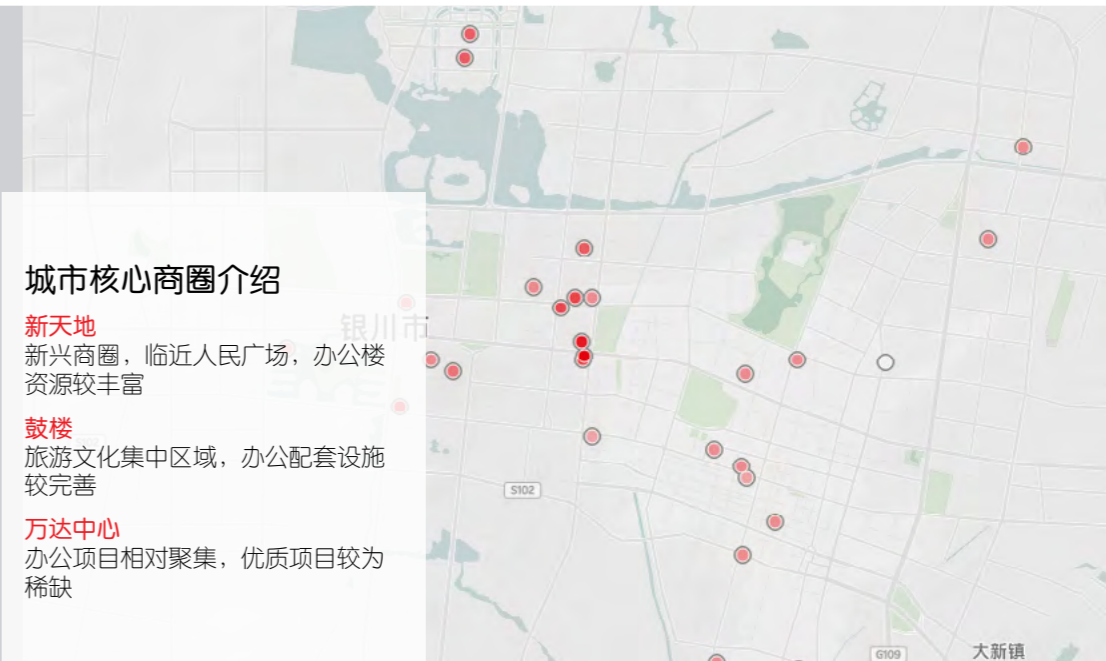 城市核心商圈介绍
新天地
新兴商圈，临近人民广场，办公楼
资源较丰富
鼓楼
旅游文化集中区域，办公配套设施
较完善
万达中心
办公项目相对聚集，优质项目较为
稀缺
银川市
S102
G109
大新镇